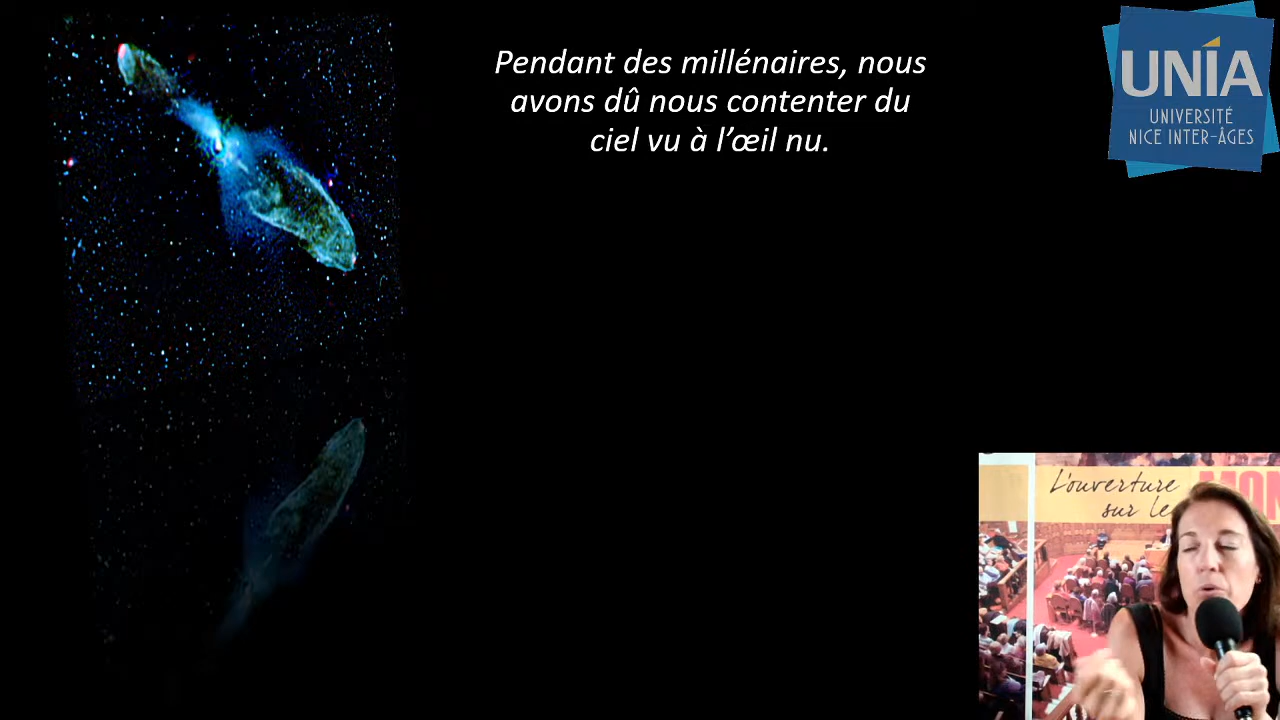 Pendant des millénaires, nous
avons dû nous contenter du
ciel vu à l’œil nu.
UNIA
UNIVERSITÉ
NICE INTER-ÂGES
L'ouverture
sur le